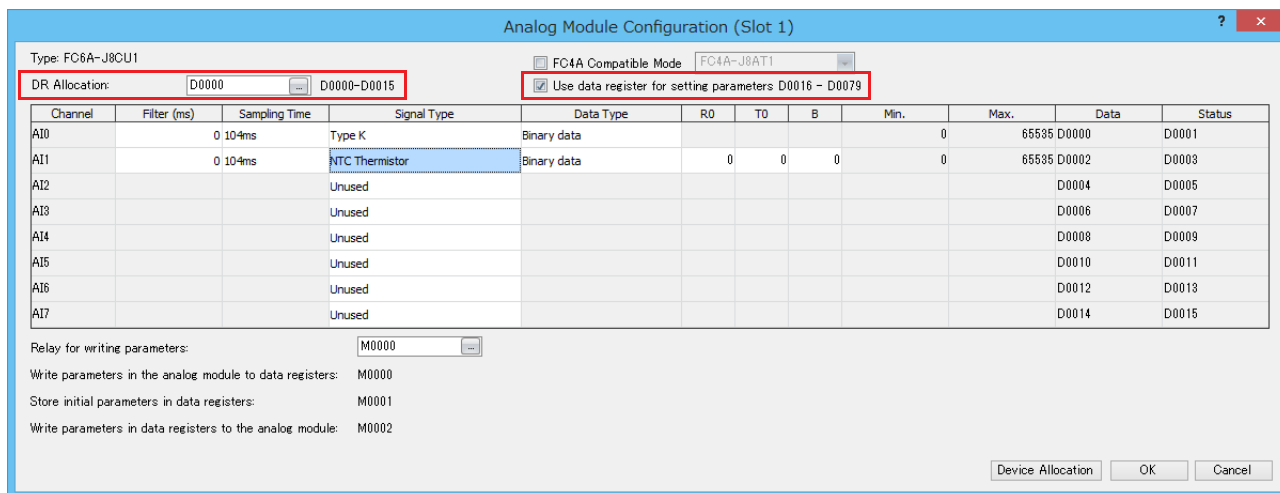 Analog Module Configuration (Slot 1)
? ×
Type: FC6A-J8CU1
FC4A Compatible Mode FC4A-J8AT1
DR Allocation: D0000 ... D0000-D0015
Use data register for setting parameters D0016 - D0079
Channel Filter (ms) Sampling Time Signal Type Data Type R0 T0 B Min. Max. Data Status
AI0 0 104ms Type K Binary data 0 65535 D0000 D0001
AI1 0 104ms NTC Thermistor Binary data 0 0 0 0 65535 D0002 D0003
AI2 Unused D0004 D0005
AI3 Unused D0006 D0007
AI4 Unused D0008 D0009
AI5 Unused D0010 D0011
AI6 Unused D0012 D0013
AI7 Unused D0014 D0015
Relay for writing parameters: M0000 ...
Write parameters in the analog module to data registers: M0000
Store initial parameters in data registers: M0001
Write parameters in data registers to the analog module: M0002
Device Allocation OK Cancel